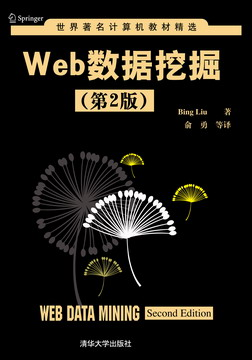 Springer
世界著名计算机教材精选
Web数据挖掘
（第2版）
Bing Liu 著
俞勇 等译
WEB DATA MINING Second Edition
清华大学出版社